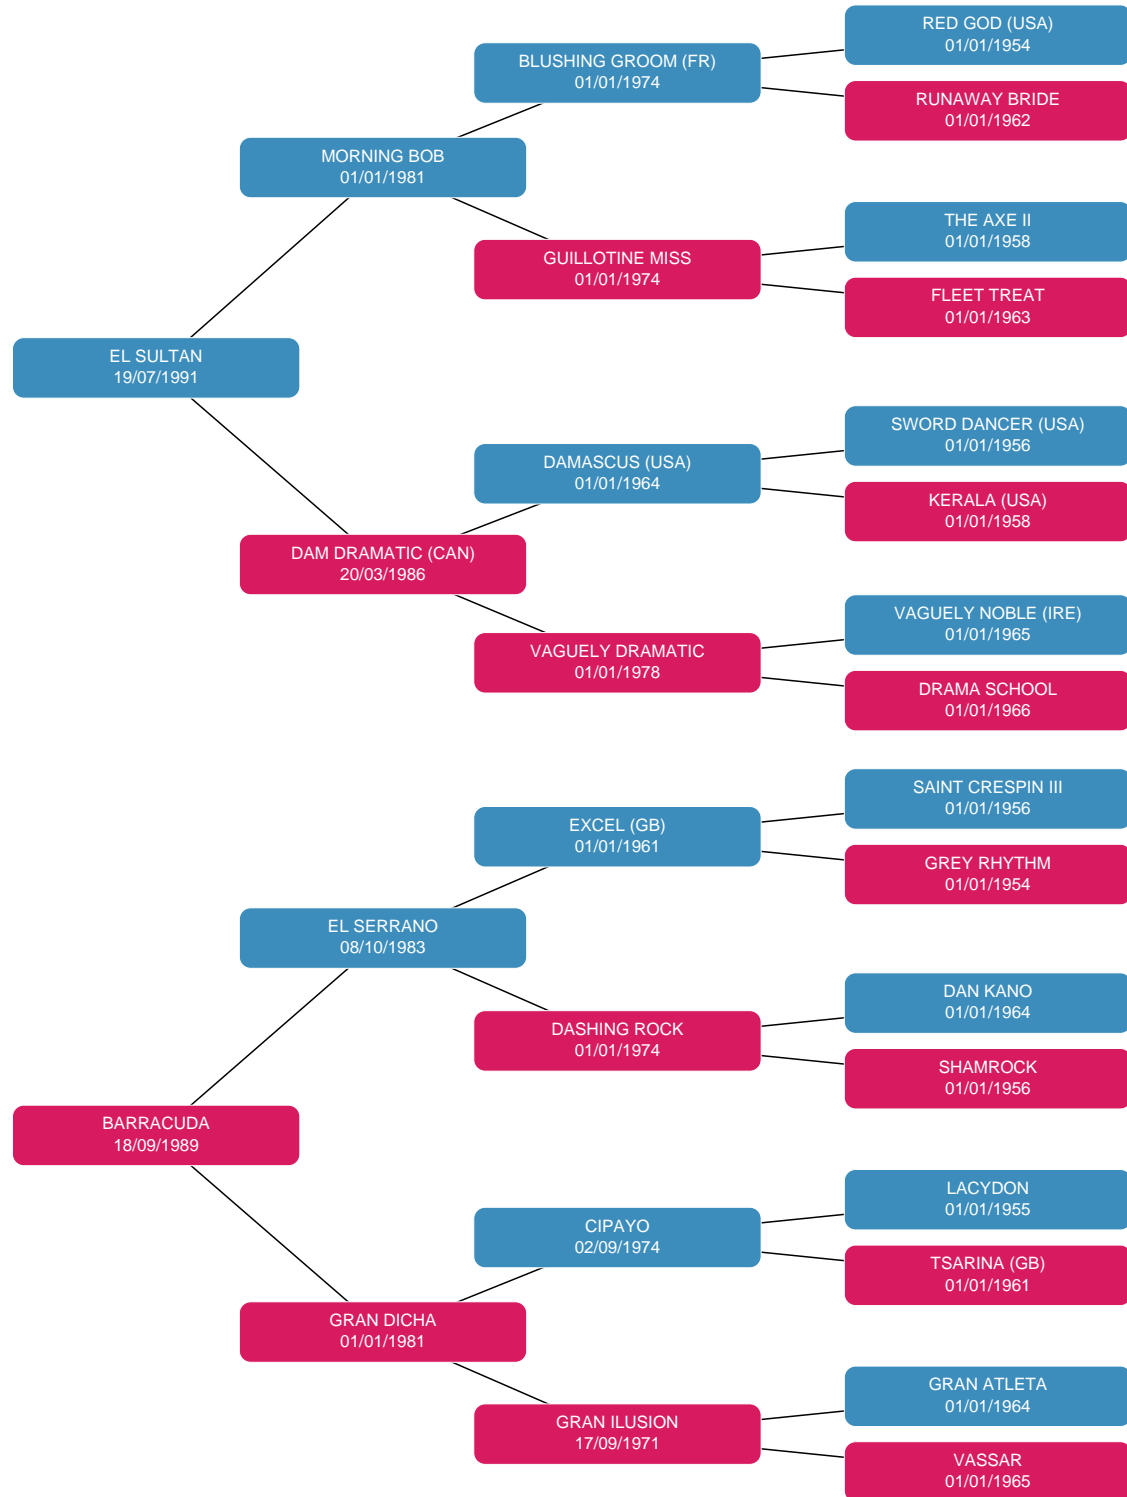 RED GOD (USA)
01/01/1954
BLUSHING GROOM (FR)
01/01/1974
RUNAWAY BRIDE
01/01/1962
MORNING BOB
01/01/1981
THE AXE II
01/01/1958
GUILLOTINE MISS
01/01/1974
FLEET TREAT
01/01/1963
EL SULTAN
19/07/1991
SWORD DANCER (USA)
01/01/1956
DAMASCUS (USA)
01/01/1964
KERALA (USA)
01/01/1958
DAM DRAMATIC (CAN)
20/03/1986
VAGUELY NOBLE (IRE)
01/01/1965
VAGUELY DRAMATIC
01/01/1978
DRAMA SCHOOL
01/01/1966
SAINT CRESPIN III
01/01/1956
EXCEL (GB)
01/01/1961
GREY RHYTHM
01/01/1954
EL SERRANO
08/10/1983
DAN KANO
01/01/1964
DASHING ROCK
01/01/1974
SHAMROCK
01/01/1956
BARRACUDA
18/09/1989
LACYDON
01/01/1955
CIPAYO
02/09/1974
TSARINA (GB)
01/01/1961
GRAN DICHA
01/01/1981
GRAN ATLETA
01/01/1964
GRAN ILUSION
17/09/1971
VASSAR
01/01/1965